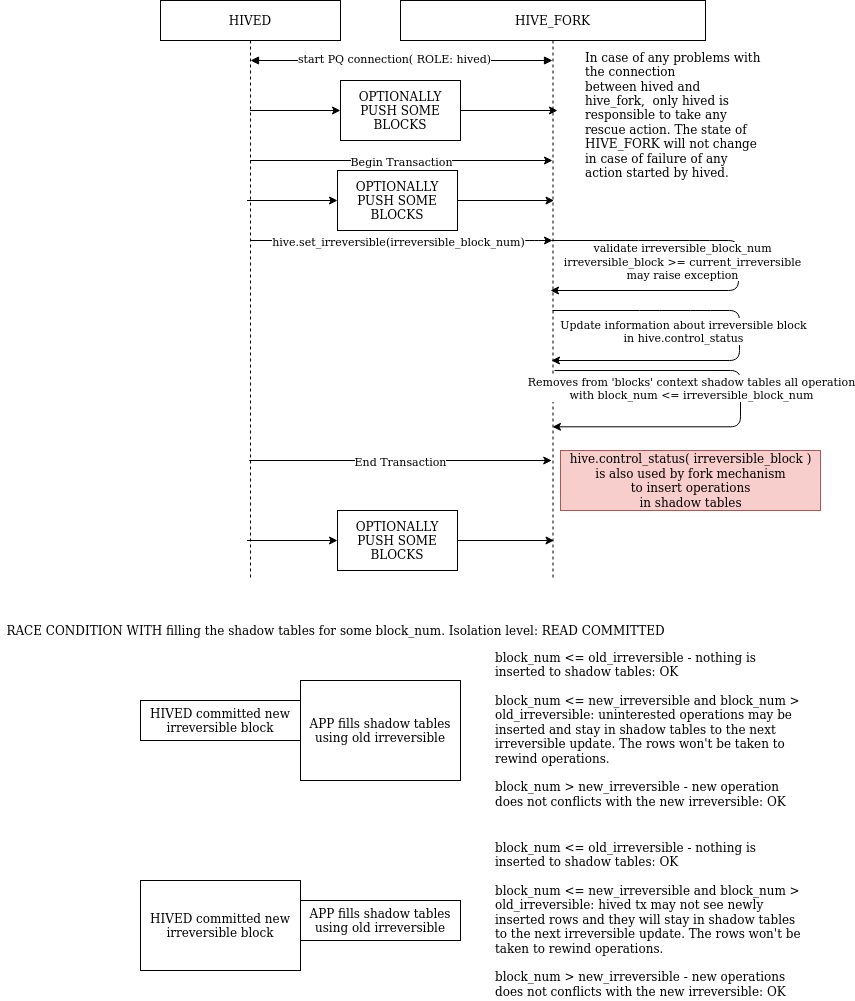 HIVED
HIVE_FORK
start PQ connection( ROLE: hived)
In case of any problems with
the connection
between hived and
hive_fork,  only hived is
responsible to take any
rescue action. The state of
HIVE_FORK will not change
in case of failure of any
action started by hived.
OPTIONALLY
PUSH SOME
BLOCKS
Begin Transaction
OPTIONALLY
PUSH SOME
BLOCKS
hive.set_irreversible(irreversible_block_num)
validate irreversible_block_num
irreversible_block >= current_irreversible
may raise exception
Update information about irreversible block
in hive.control_status
Removes from 'blocks' context shadow tables all operation
with block_num <= irreversible_block_num
End Transaction
hive.control_status( irreversible_block )
is also used by fork mechanism
to insert operations
in shadow tables
OPTIONALLY
PUSH SOME
BLOCKS
RACE CONDITION WITH filling the shadow tables for some block_num. Isolation level: READ COMMITTED
HIVED committed new
irreversible block
APP fills shadow tables
using old irreversible
block_num <= old_irreversible - nothing is
inserted to shadow tables: OK
block_num <= new_irreversible and block_num >
old_irreversible: uninterested operations may be
inserted and stay in shadow tables to the next
irreversible update. The rows won't be taken to
rewind operations.
block_num > new_irreversible - new operation
does not conflicts with the new irreversible: OK
HIVED committed new
irreversible block
APP fills shadow tables
using old irreversible
block_num <= old_irreversible - nothing is
inserted to shadow tables: OK
block_num <= new_irreversible and block_num >
old_irreversible: hived tx may not see newly
inserted rows and they will stay in shadow tables
to the next irreversible update. The rows won't be
taken to rewind operations.
block_num > new_irreversible - new operations
does not conflicts with the new irreversible: OK